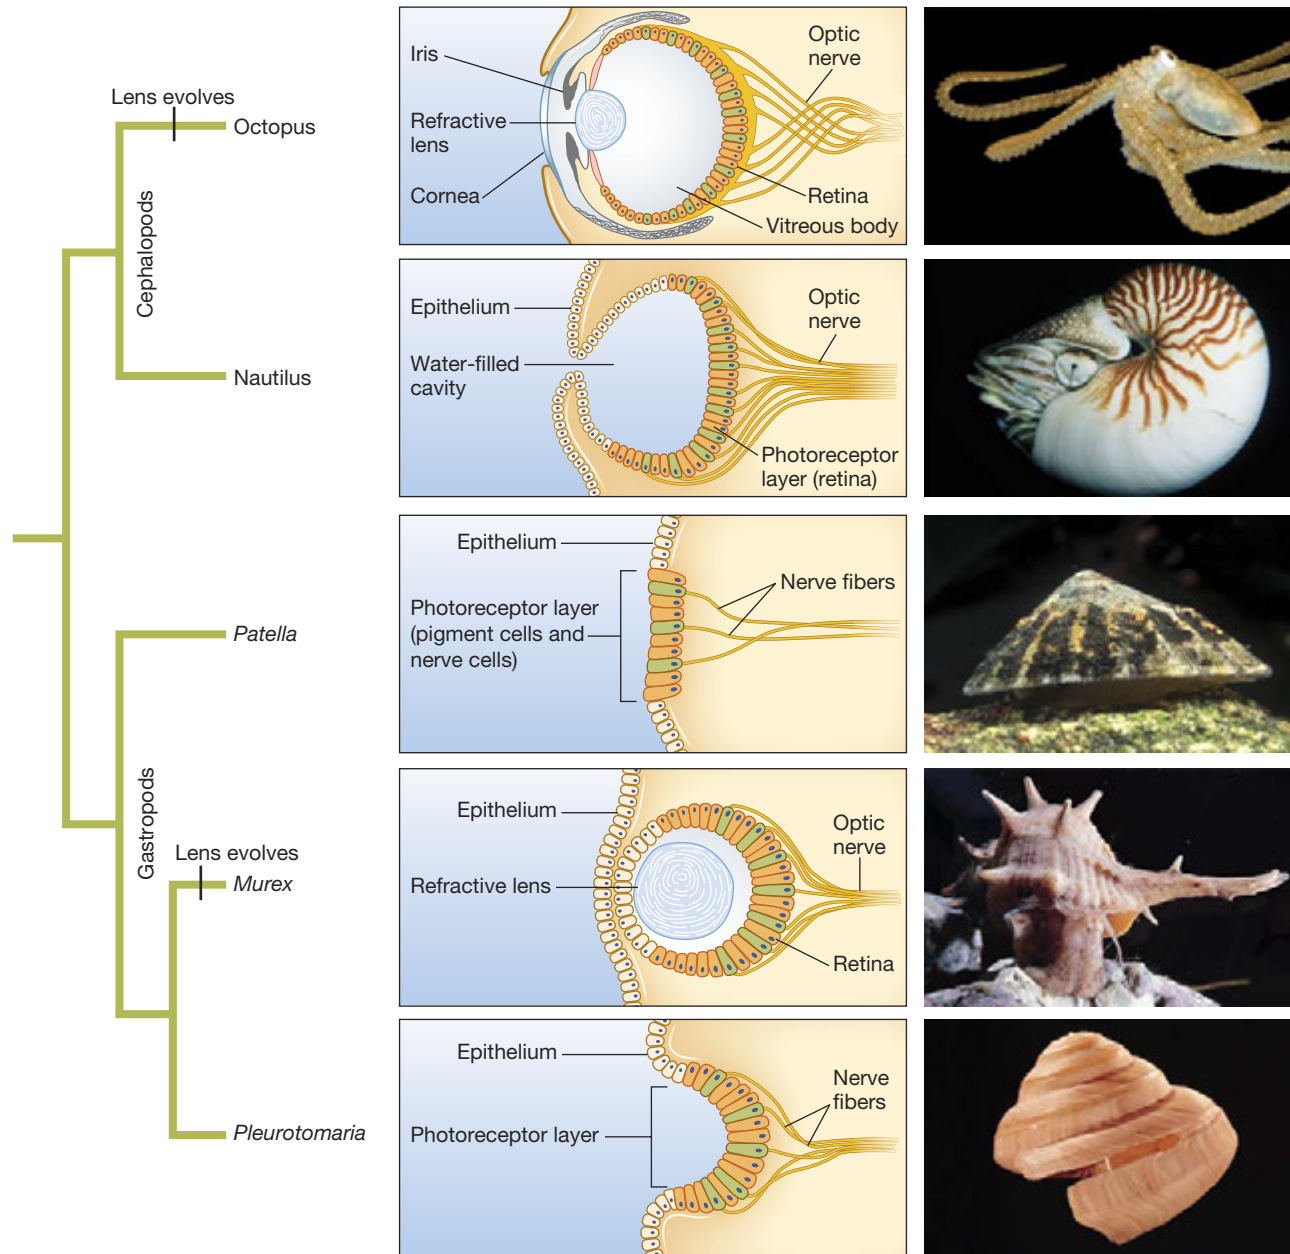 Lens evolves
Octopus
Cephalopods
Nautilus
Patella
Gastropods
Lens evolves
Murex
Pleurotomaria
Iris
Refractive
lens
Cornea
Optic
nerve
Retina
Vitreous body
Epithelium
Water-filled
cavity
Optic
nerve
Photoreceptor
layer (retina)
Epithelium
Photoreceptor layer
(pigment cells and
nerve cells)
Nerve fibers
Epithelium
Refractive lens
Optic
nerve
Retina
Epithelium
Photoreceptor layer
Nerve
fibers